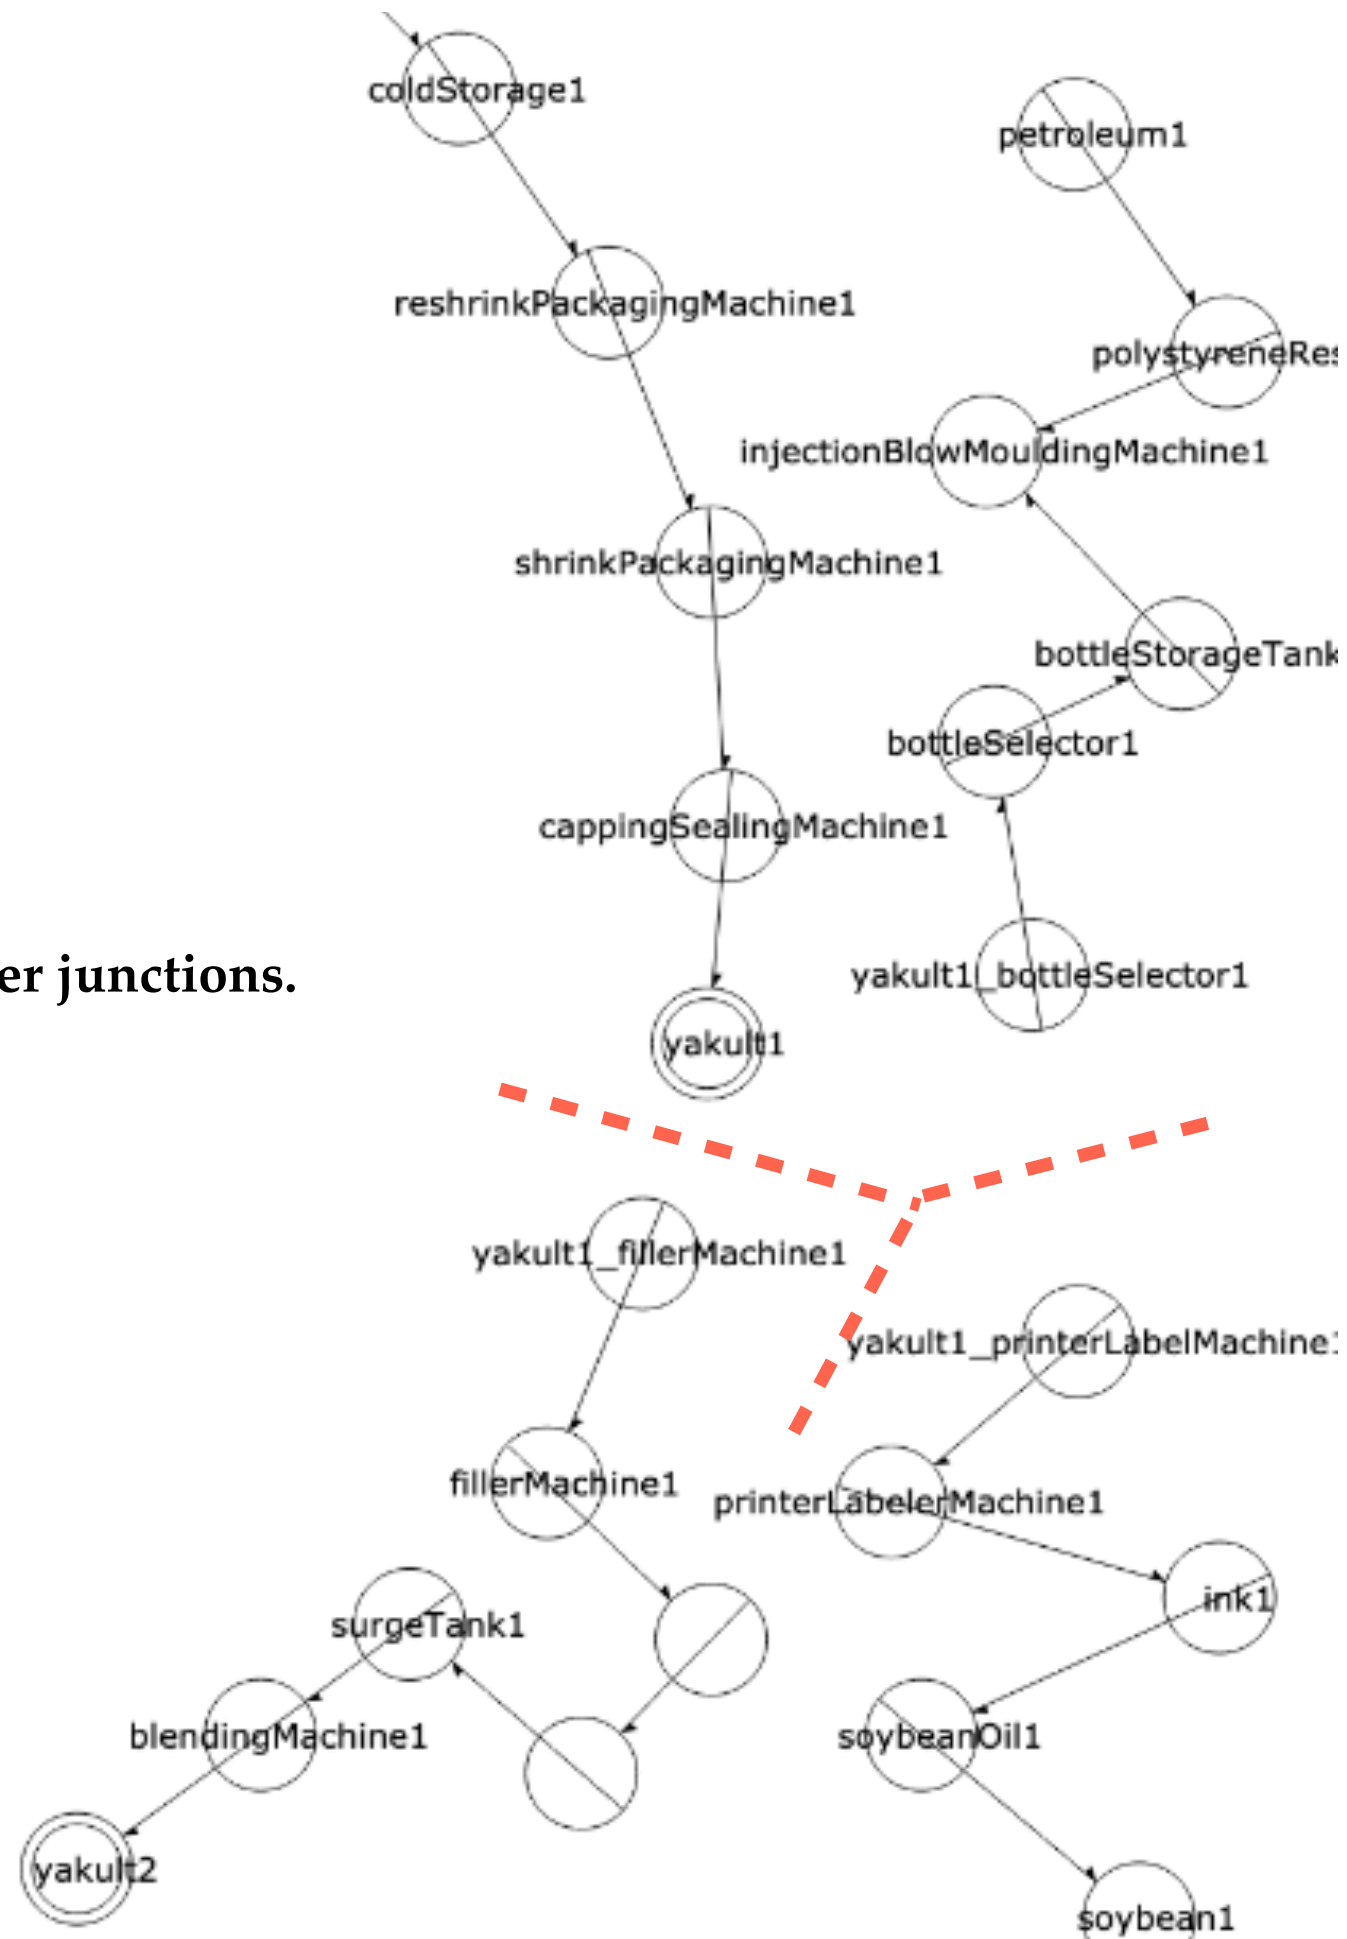 coldStorage1
petroleum1
reshrinkPackagingMachine1
polystyreneRes
injectionBlowMouldingMachine1
shrinkPackagingMachine1
bottleStorageTank
bottleSelector1
cappingSealingMachine1
er junctions.
yakult1_bottleSelector1
yakult1
yakult1_fillerMachine1
yakult1_printerLabelMachine1
fillerMachine1
printerLabelerMachine1
ink1
surgeTank1
blendingMachine1
soybeanOil1
yakult2
soybean1